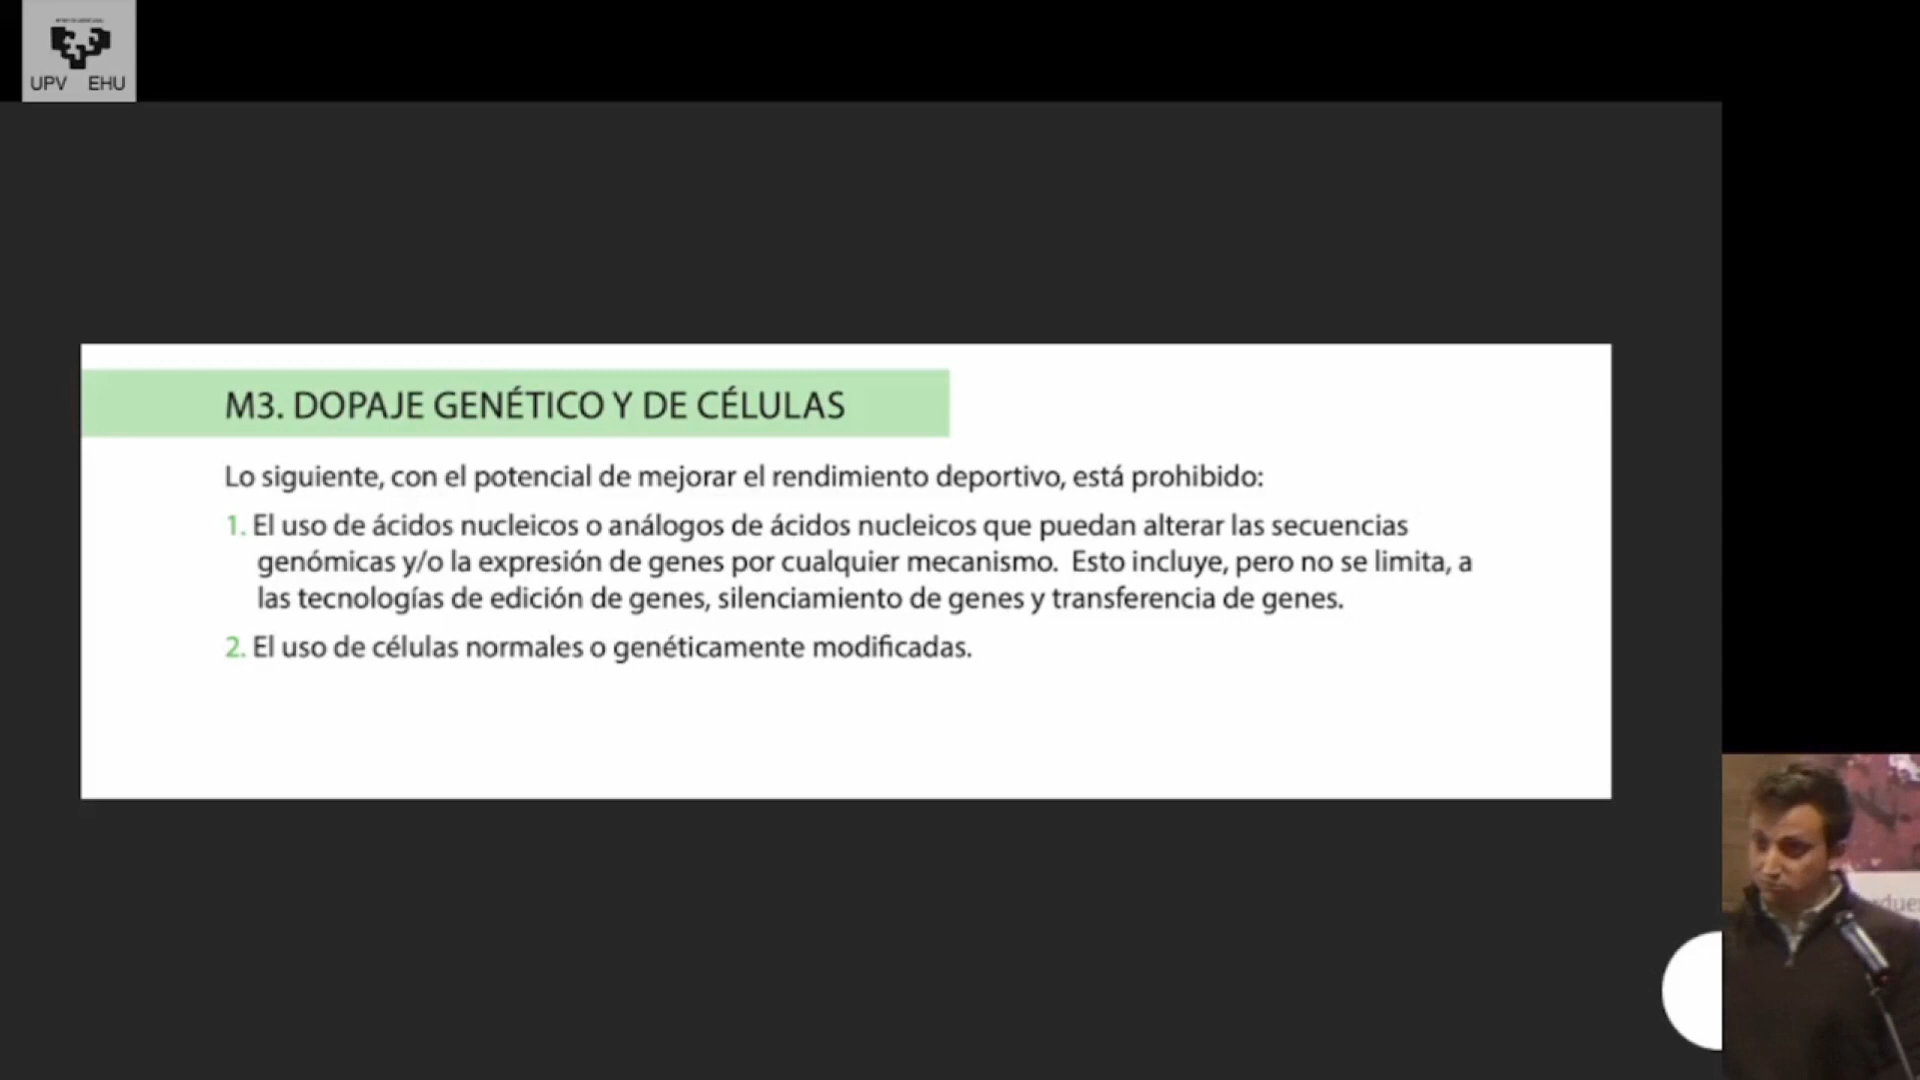 UPV EHU
M3. DOPAJE GENÉTICO Y DE CÉLULAS
Lo siguiente, con el potencial de mejorar el rendimiento deportivo, está prohibido:
1. El uso de ácidos nucleicos o análogos de ácidos nucleicos que puedan alterar las secuencias
genómicas y/o la expresión de genes por cualquier mecanismo. Esto incluye, pero no se limita, a
las tecnologías de edición de genes, silenciamiento de genes y transferencia de genes.
2. El uso de células normales o genéticamente modificadas.